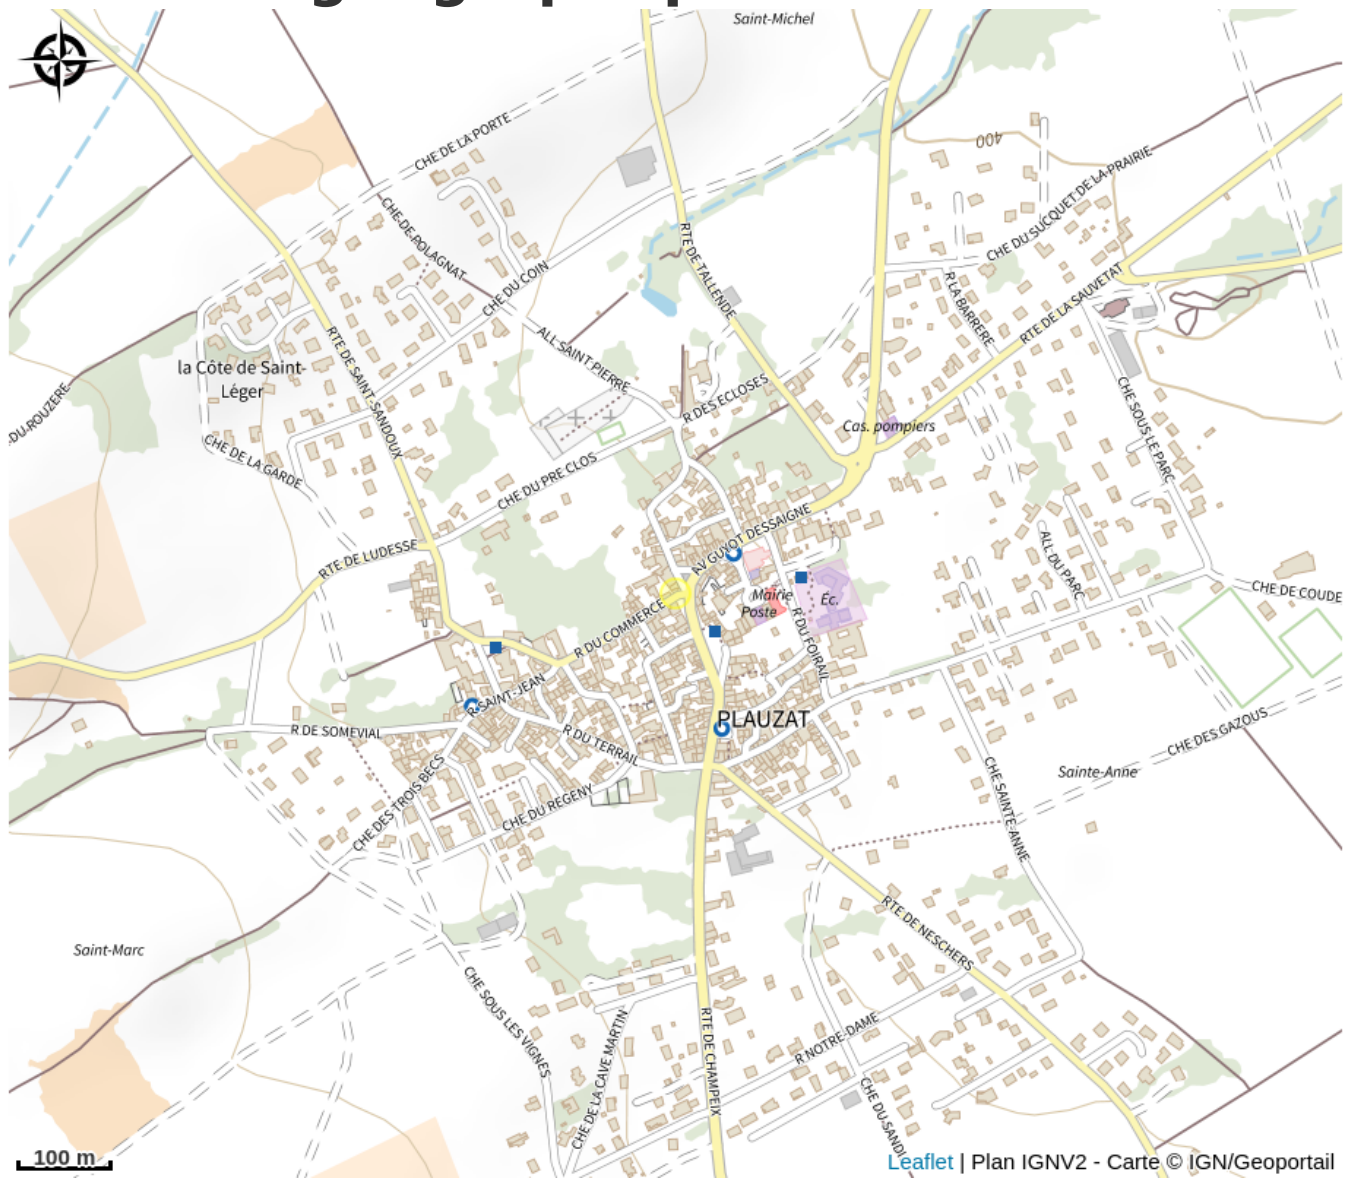 Saint-Michel
CHE DE LA PORTE
400
CHE DU SUCQUET DE LA PRAIRIE
CHE DE POLAGNAT
RTE DE TALLENDE
CHE DU COIN
R LA BARRERE
RTE DE LA SAUVETAT
ALL SAINT-PIERRE
RTE DE SAINT-SANDOUX
la Côte de Saint-
Léger
R DES ECLOSES
CHE SOUS LE PARC
DU ROUZERE
Cas. pompiers
CHE DE LA GARDE
CHE DU PRE CLOS
AV GUYOT DESSAIGNE
RTE DE LUDESSE
ALL DU PARC
CHE DE COUDE
Mairie
Éc.
Poste
R DU COMMERCE
R DU FOIRAIL
R SAINT-JEAN
PLAUZAT
R DE SOMEVIAL
R DU TERRAIL
CHE DES GAZOUS
Sainte-Anne
CHE DES TROIS BECS
CHE DU REGENY
CHE SAINTE-ANNE
RTE DE NESCHERS
Saint-Marc
CHE SOUS LES VIGNES
CHE DE LA CAVE MARTIN
RTE DE CHAMPEIX
R NOTRE-DAME
CHE DU SANDI
100 m
Leaflet | Plan IGNV2 - Carte © IGN/Geoportail